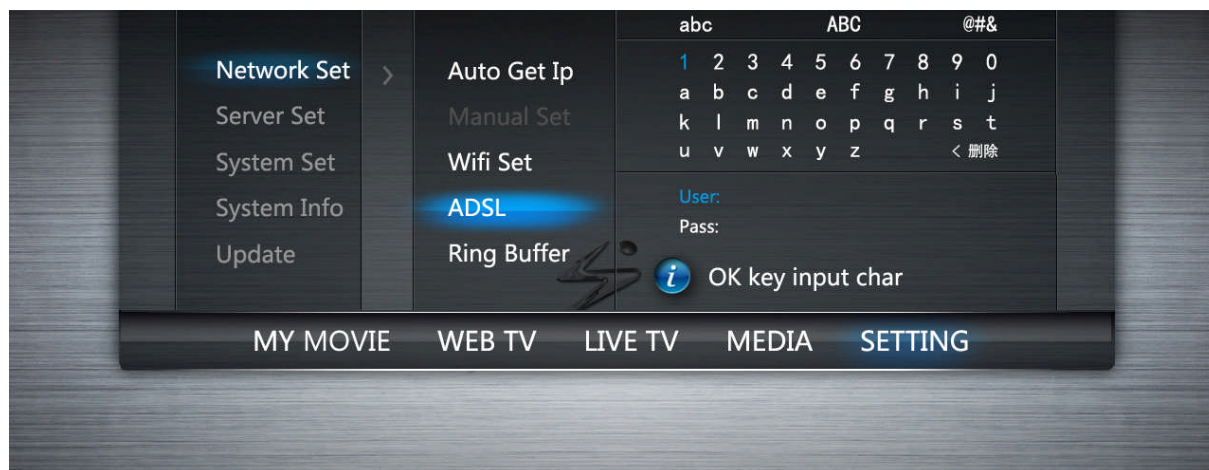 abc ABC @#&
Network Set > Auto Get Ip 1 2 3 4 5 6 7 8 9 0
a b c d e f g h i j
Server Set Manual Set k l m n o p q r s t
System Set Wifi Set u v w x y z < 删除
System Info ADSL User:
Pass:
Update Ring Buffer
i OK key input char
MY MOVIE WEB TV LIVE TV MEDIA SETTING